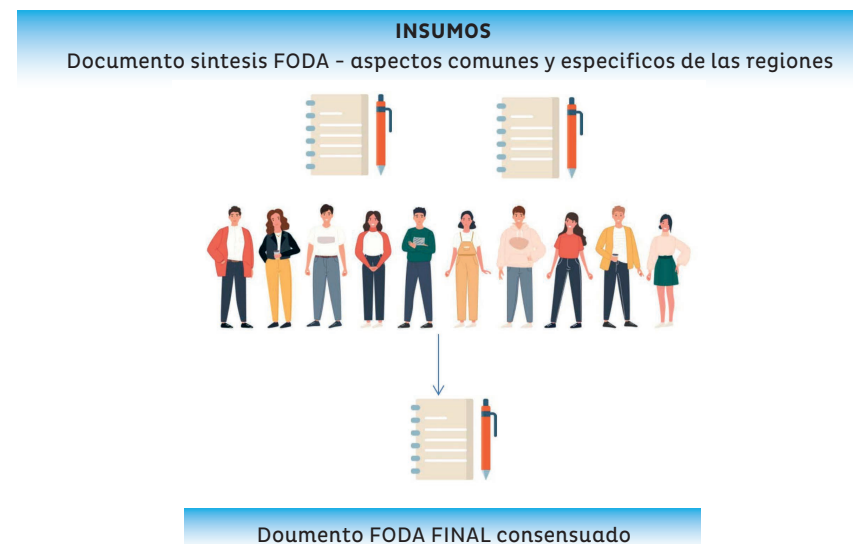 INSUMOS
Documento sintesis FODA - aspectos comunes y especificos de las regiones
Doumento FODA FINAL consensuado